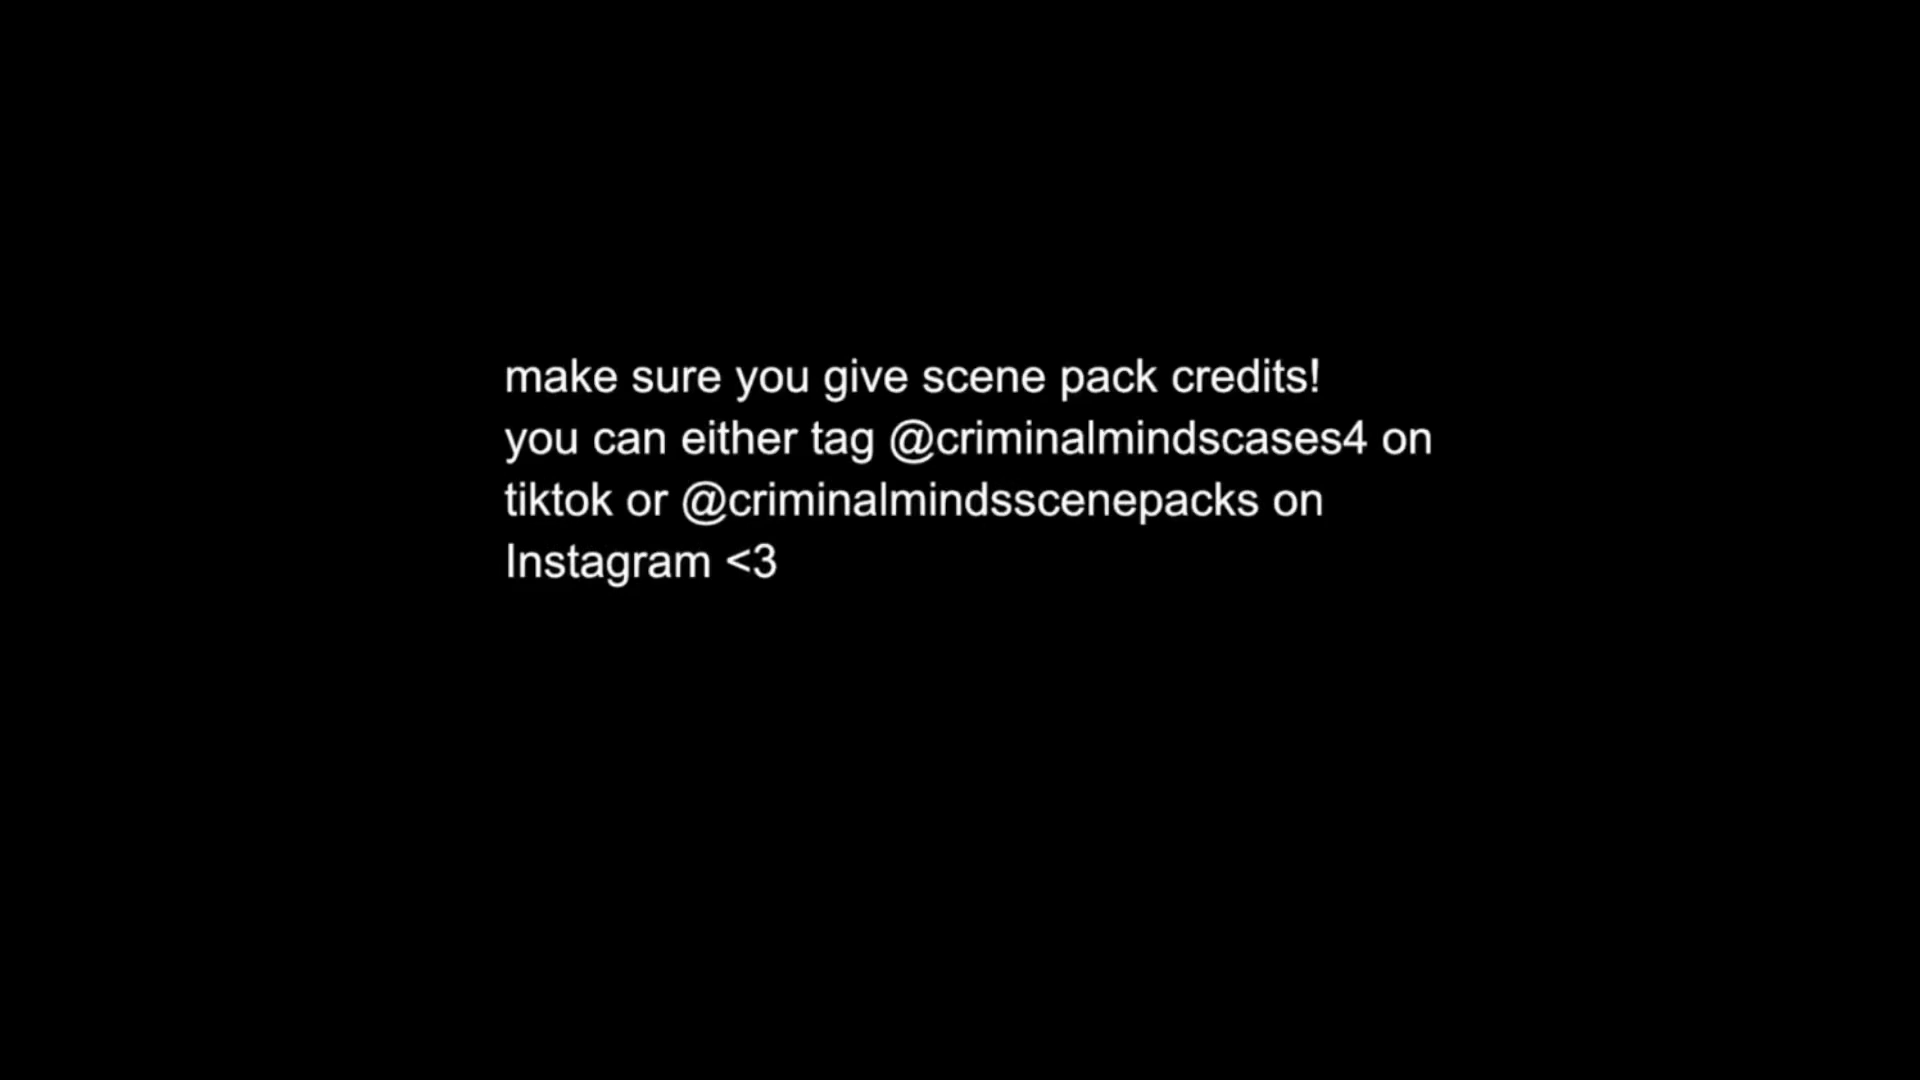 make sure you give scene pack credits!
you can either tag @criminalmindscases4 on
tiktok or @criminalmindsscenepacks on
Instagram <3